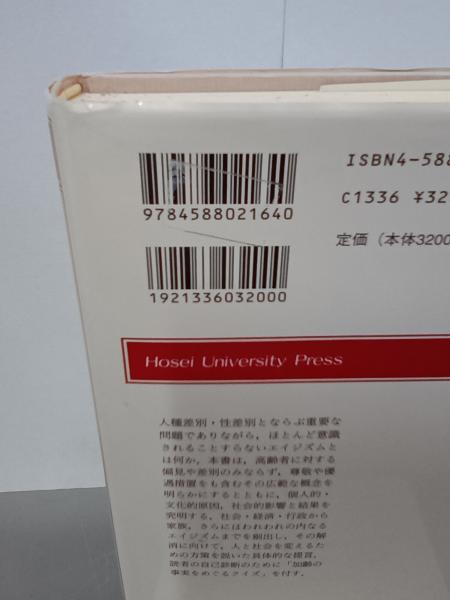 ISBN4-588
9784588021640
C1336 ¥32
定価（本体3200
1921336032000
Hosei University Press
人種差別・性差別とならぶ重要な
問題でありながら，ほとんど意識
されることすらないエイジズムと
は何か。本書は，高齢者に対する
偏見や差別のみならず，尊敬や優
遇措置をも含むその広範な概念を
明らかにするとともに，個人的・
文化的原因，社会的影響と結果を
究明する。社会・経済・行政から
家族，さらにはわれわれの内なる
エイジズムまでを剔出し，その解
消に向けて，人と社会を変えるた
めの方策を説いた具体的な提言。
読者の自己診断のために「加齢の
事実をめぐるクイズ」を付す。